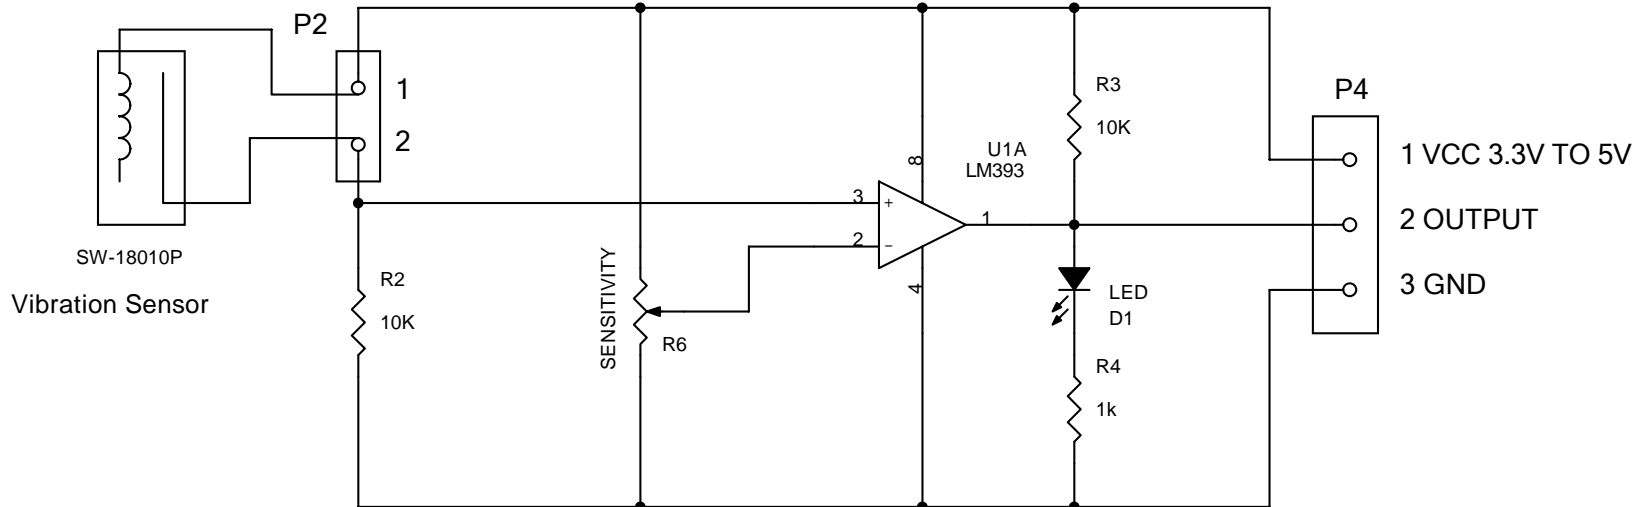 P2
1
2
SW-18010P
Vibration Sensor
R2
10K
SENSITIVITY
R6
3
+
2
−
8
4
U1A
LM393
1
R3
10K
LED
D1
R4
1k
P4
1 VCC 3.3V TO 5V
2 OUTPUT
3 GND